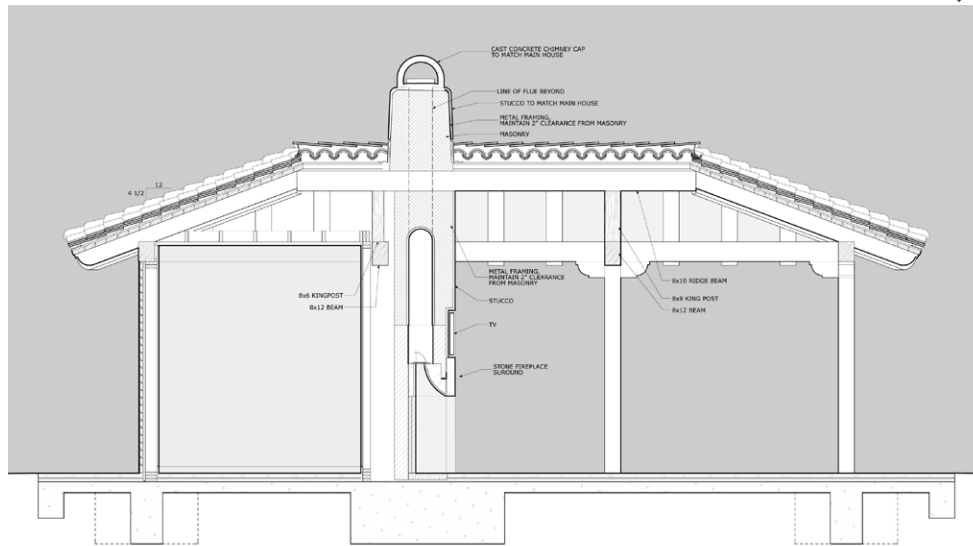 CAST CONCRETE CHIMNEY CAP
TO MATCH MAIN HOUSE
LINE OF FLUE BEYOND
STUCCO TO MATCH MAIN HOUSE
METAL FRAMING,
MAINTAIN 2" CLEARANCE FROM MASONRY
MASONRY
12
4 1/2
METAL FRAMING,
MAINTAIN 2" CLEARANCE
FROM MASONRY
8x10 RIDGE BEAM
8x6 KINGPOST
STUCCO
8x8 KING POST
8x12 BEAM
8x12 BEAM
TV
STONE FIREPLACE
SUROUND